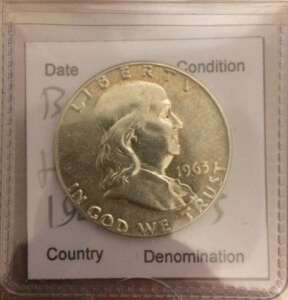 Date Condition
LIBERTY
1963
IN GOD WE TRUST
Country Denomination